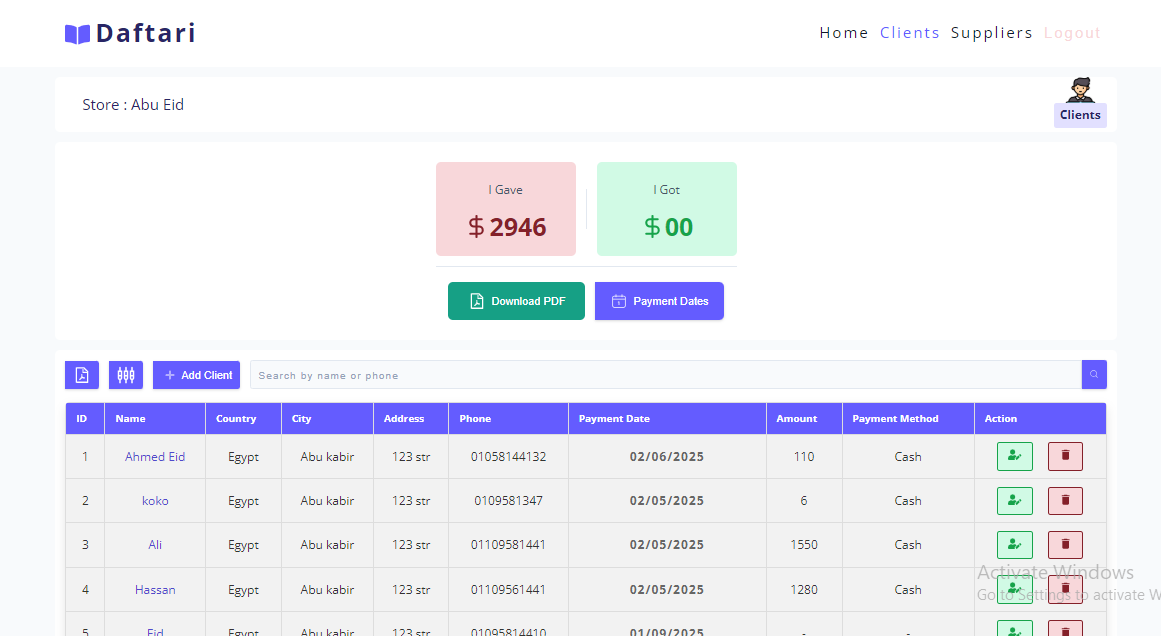 Daftari
Home Clients Suppliers Logout
Store : Abu Eid
Clients
I Gave I Got
$ 2946 $ 00
Download PDF Payment Dates
+ Add Client Search by name or phone
ID Name Country City Address Phone Payment Date Amount Payment Method Action
1 Ahmed Eid Egypt Abu kabir 123 str 01058144132 02/06/2025 110 Cash
2 koko Egypt Abu kabir 123 str 0109581347 02/05/2025 6 Cash
3 Ali Egypt Abu kabir 123 str 01109581441 02/05/2025 1550 Cash
4 Hassan Egypt Abu kabir 123 str 01109561441 02/05/2025 1280 Cash
Activate Windows
Go to Settings to activate W
5 Eid Egypt Abu kabir 123 str 01095814410 01/09/2025 - -